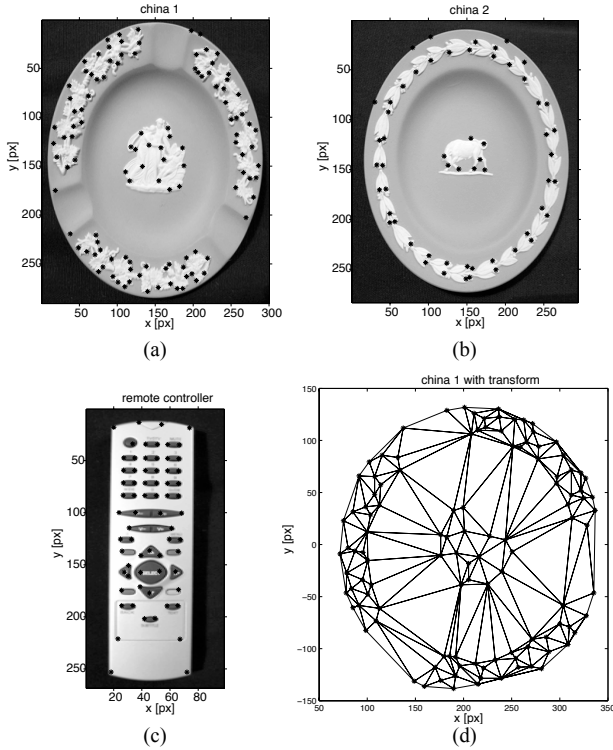 china 1
50
100
150
200
250
y [px]
50 100 150 200 250 300
x [px]
(a)
china 2
50
100
150
200
250
y [px]
50 100 150 200 250
x [px]
(b)
remote controller
50
100
150
200
250
y [px]
20 40 60 80
x [px]
(c)
china 1 with transform
150
100
50
0
−50
−100
−150
y [px]
50 100 150 200 250 300 350
x [px]
(d)